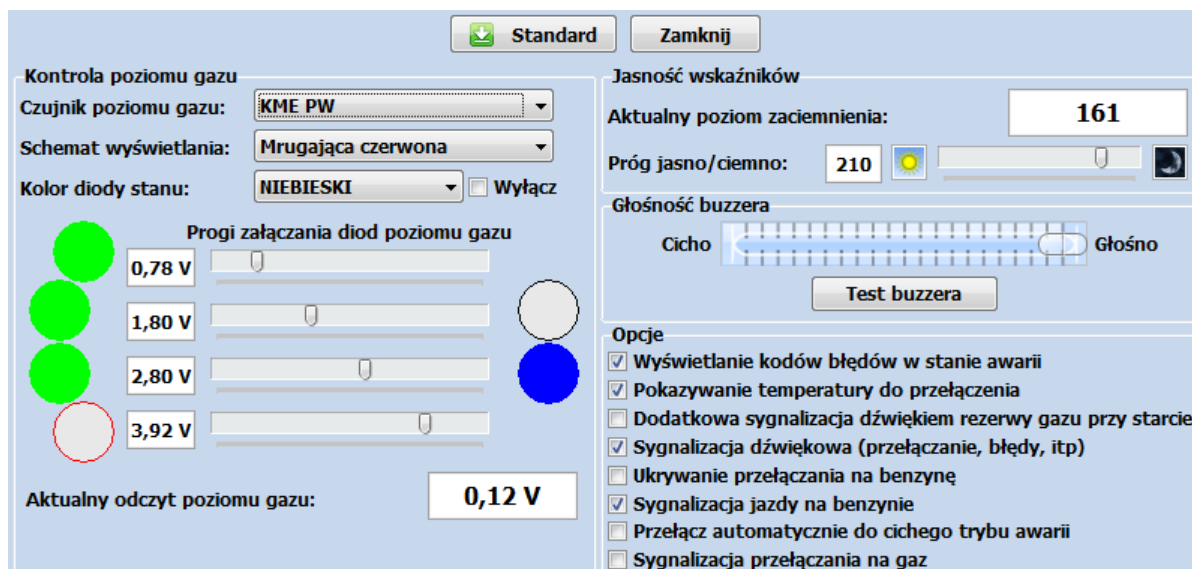 Standard Zamknij
Kontrola poziomu gazu
Czujnik poziomu gazu: KME PW
Schemat wyświetlania: Mrugająca czerwona
Kolor diody stanu: NIEBIESKI Wyłącz
Progi załączania diod poziomu gazu
0,78 V
1,80 V
2,80 V
3,92 V
Aktualny odczyt poziomu gazu: 0,12 V
Jasność wskaźników
Aktualny poziom zaciemnienia: 161
Próg jasno/ciemno: 210
Głośność buzzera
Cicho Głośno
Test buzzera
Opcje
Wyświetlanie kodów błędów w stanie awarii
Pokazywanie temperatury do przełączenia
Dodatkowa sygnalizacja dźwiękiem rezerwy gazu przy starcie
Sygnalizacja dźwiękowa (przełączanie, błędy, itp)
Ukrywanie przełączania na benzynę
Sygnalizacja jazdy na benzynie
Przełącz automatycznie do cichego trybu awarii
Sygnalizacja przełączania na gaz